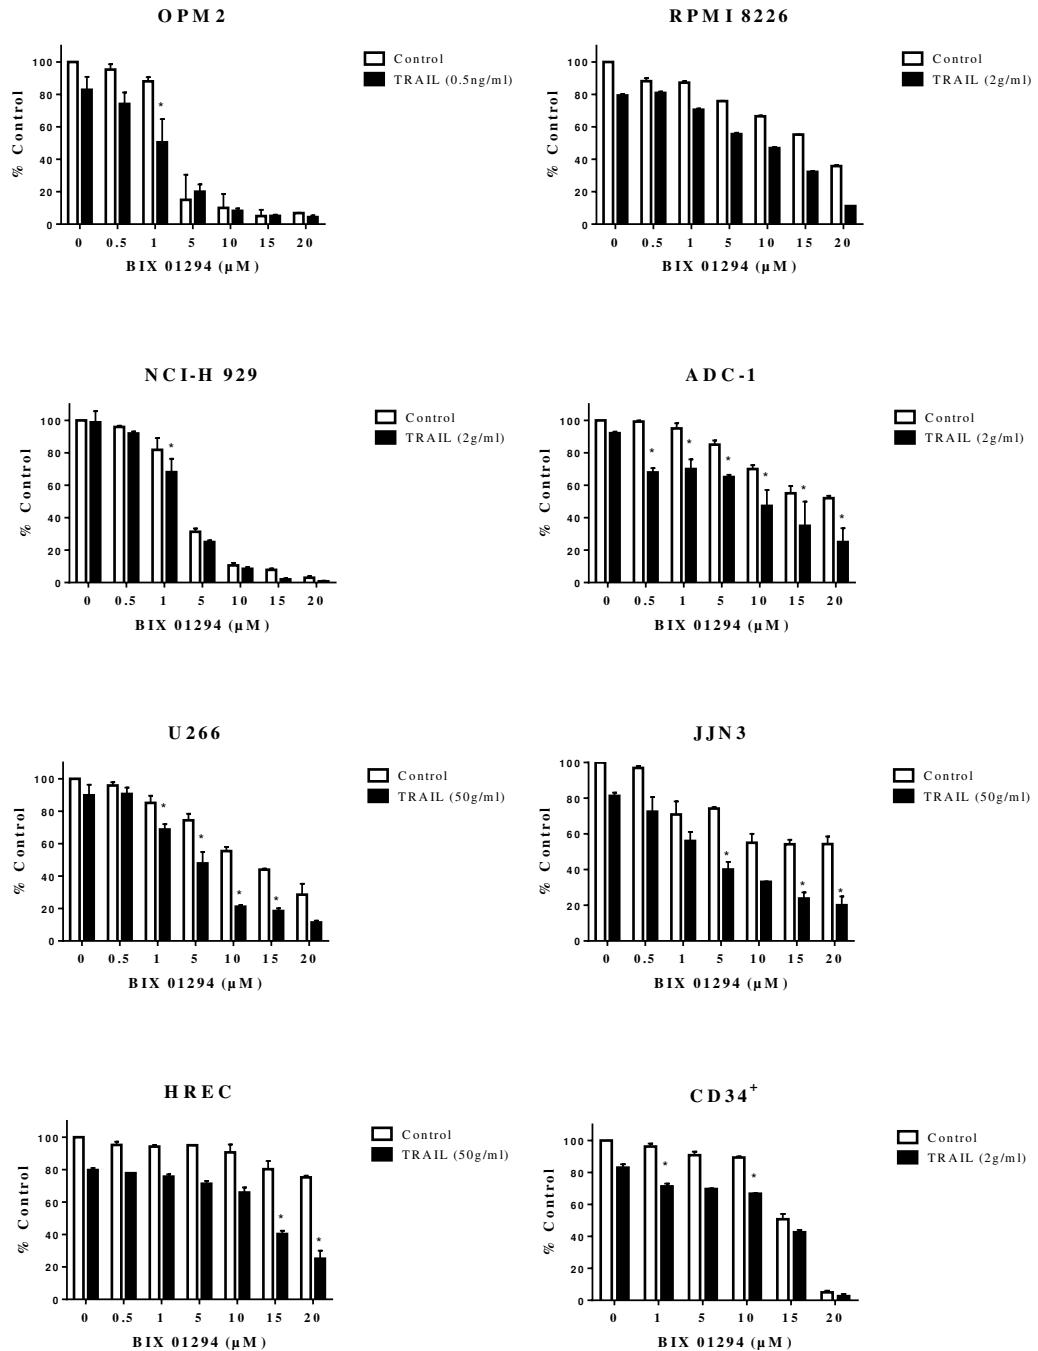 OPM2
% Control
100
80
60
40
20
0
0 0.5 1 5 10 15 20
BIX 01294 (µM)
Control
TRAIL (0.5ng/ml)
*
RPMI 8226
% Control
100
80
60
40
20
0
0 0.5 1 5 10 15 20
BIX 01294 (µM)
Control
TRAIL (2g/ml)
NCI-H 929
% Control
100
80
60
40
20
0
0 0.5 1 5 10 15 20
BIX 01294 (µM)
Control
TRAIL (2g/ml)
*
ADC-1
% Control
100
80
60
40
20
0
0 0.5 1 5 10 15 20
BIX 01294 (µM)
Control
TRAIL (2g/ml)
* * * * * *
U266
% Control
100
80
60
40
20
0
0 0.5 1 5 10 15 20
BIX 01294 (µM)
Control
TRAIL (50g/ml)
* * * *
JJN3
% Control
100
80
60
40
20
0
0 0.5 1 5 10 15 20
BIX 01294 (µM)
Control
TRAIL (50g/ml)
* * *
HREC
% Control
100
80
60
40
20
0
0 0.5 1 5 10 15 20
BIX 01294 (µM)
Control
TRAIL (50g/ml)
* *
CD34+
% Control
100
80
60
40
20
0
0 1 5 10 15 20
BIX 01294 (µM)
Control
TRAIL (2g/ml)
* *